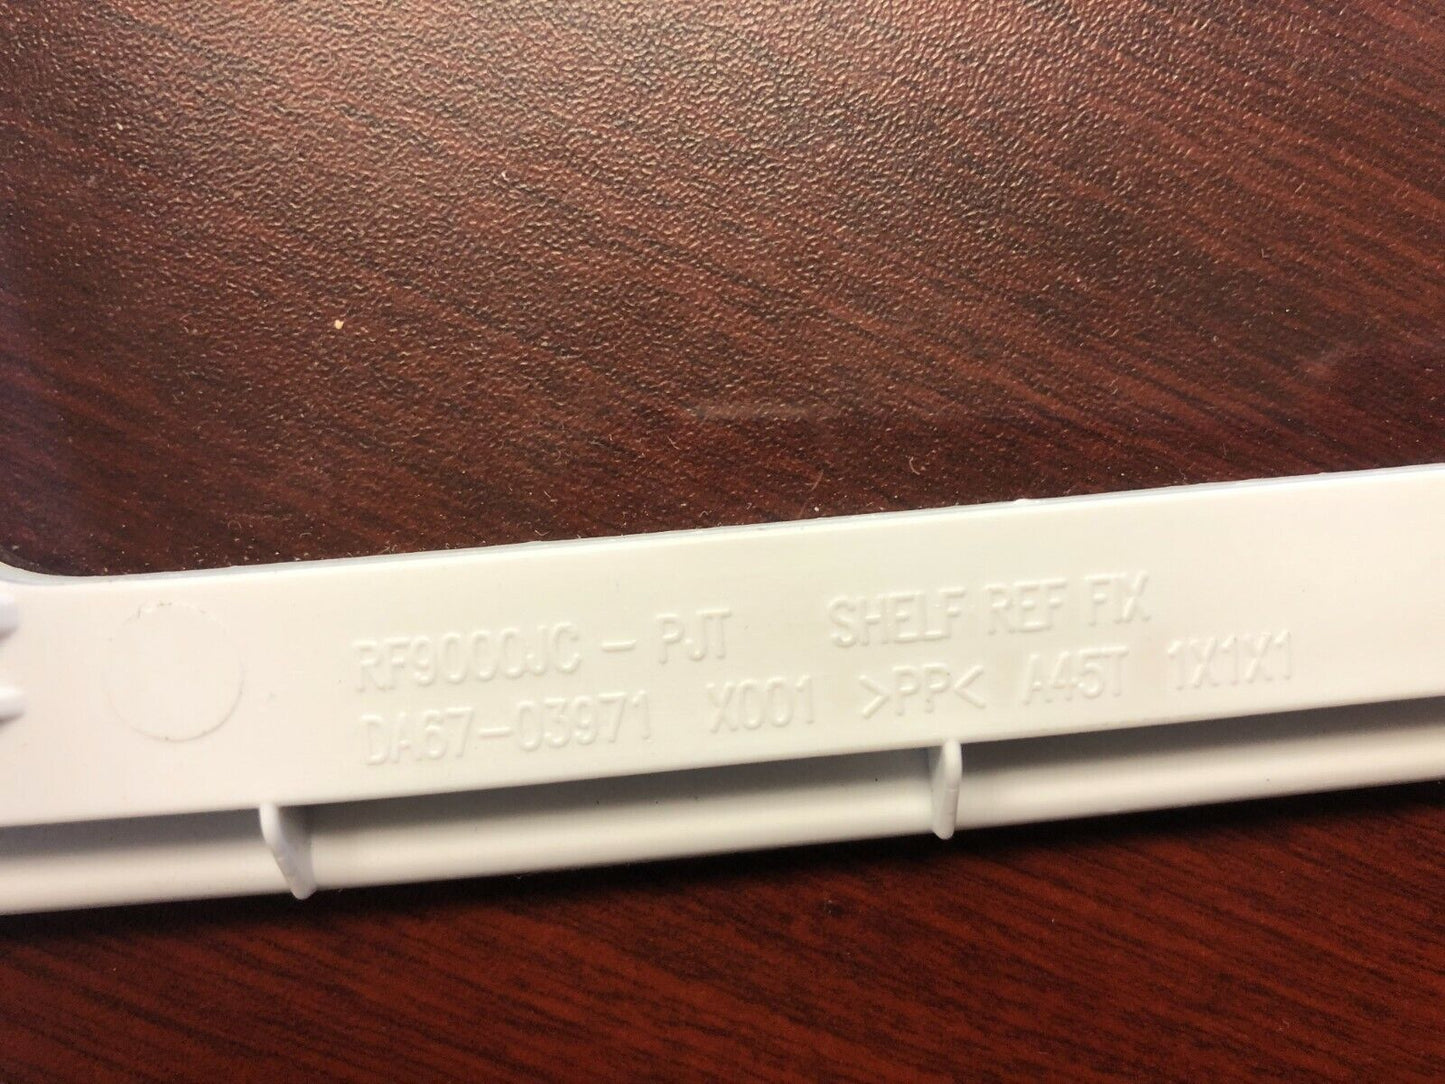 RF9000JC - PJT SHELF REF FIX
DA67-03971 X001 >PP< A45T 1X1X1